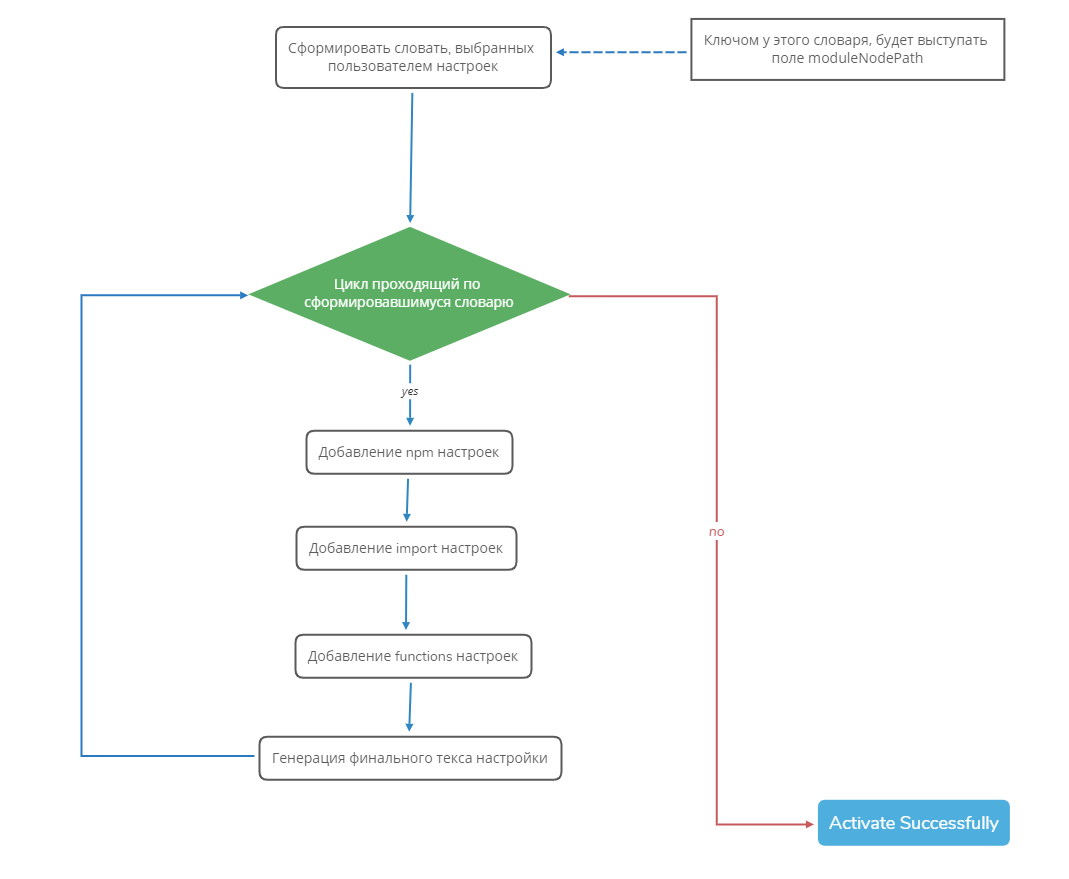 Сформировать словать, выбранных
пользователем настроек
Ключом у этого словаря, будет выступать
поле moduleNodePath
Цикл проходящий по
сформировавшимуся словарю
yes
Добавление npm настроек
Добавление import настроек
no
Добавление functions настроек
Генерация финального текса настройки
Activate Successfully